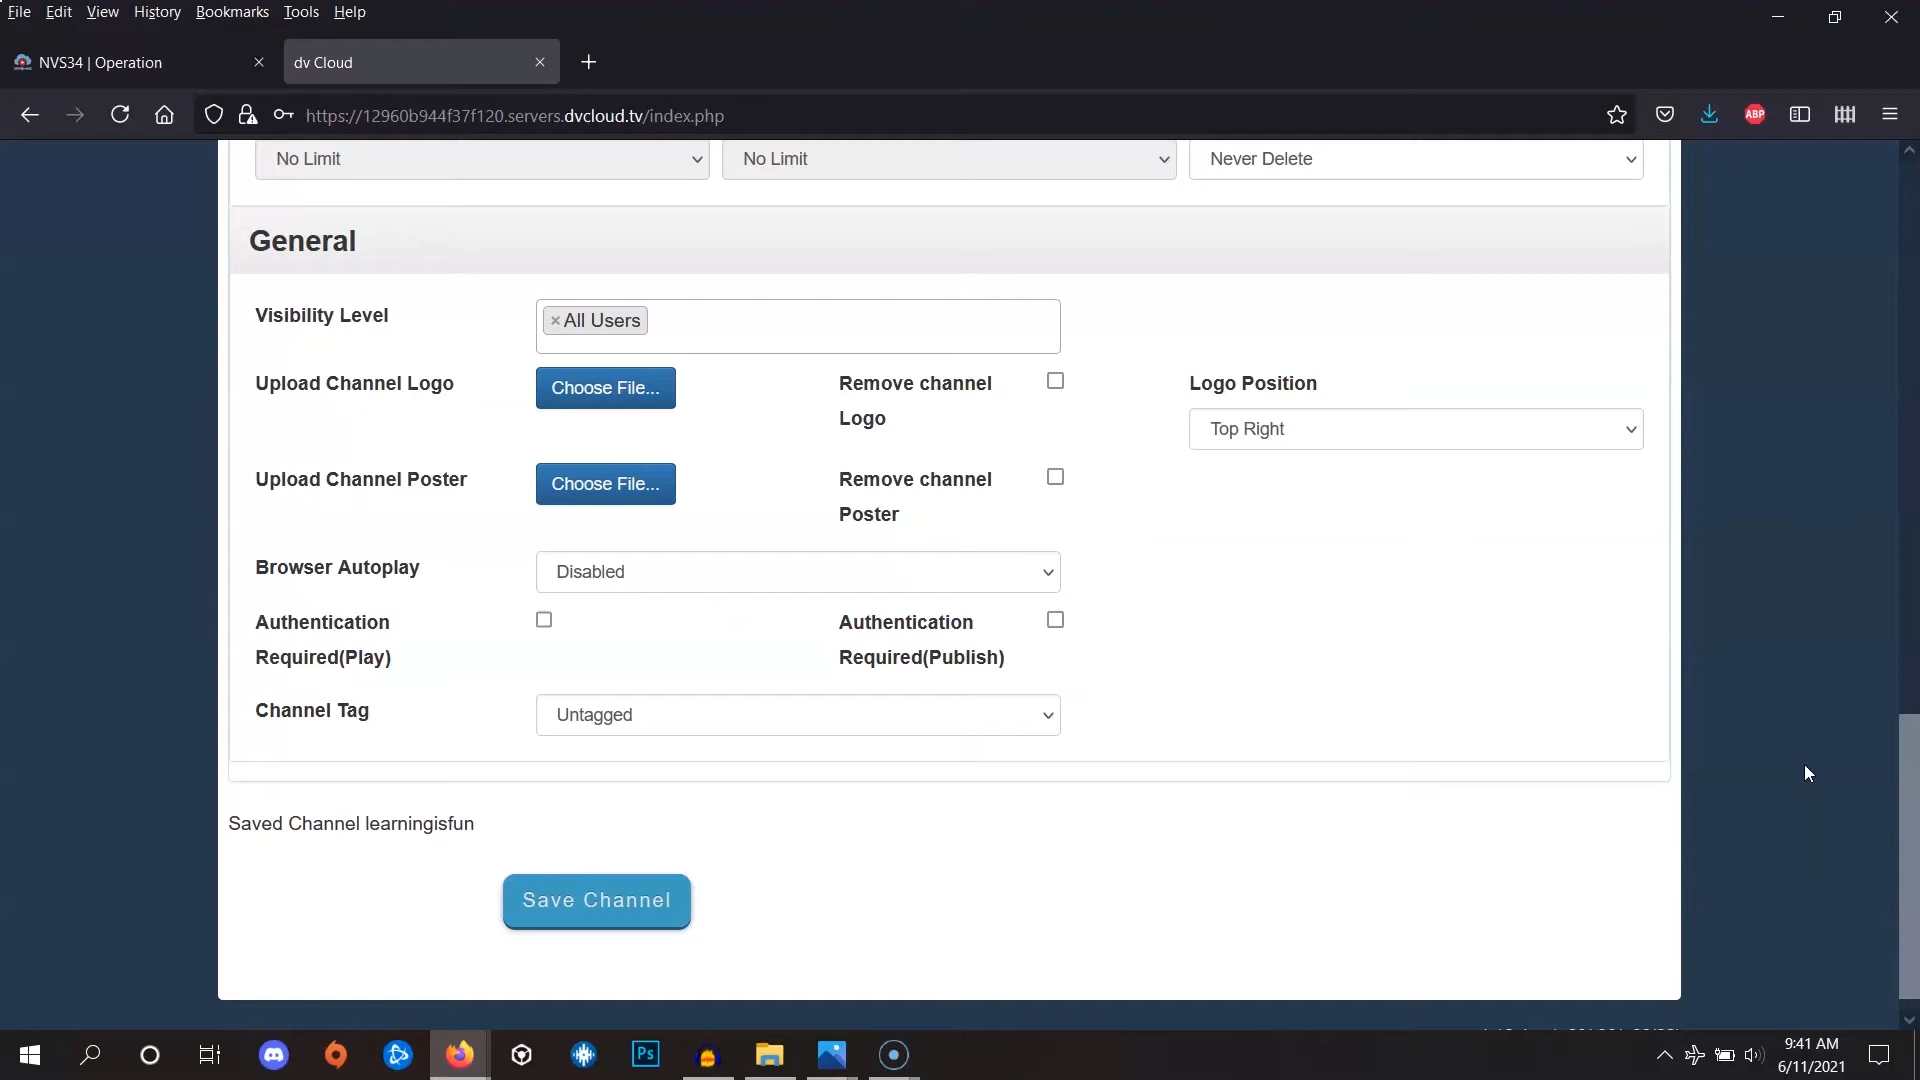 File Edit View History Bookmarks Tools Help
NVS34 | Operation
dv Cloud
https://12960b944f37f120.servers.dvcloud.tv/index.php
ABP
No Limit
No Limit
Never Delete
General
Visibility Level
× All Users
Upload Channel Logo
Choose File...
Remove channel
Logo
Logo Position
Top Right
Upload Channel Poster
Choose File...
Remove channel
Poster
Browser Autoplay
Disabled
Authentication
Required(Play)
Authentication
Required(Publish)
Channel Tag
Untagged
Saved Channel learningisfun
Save Channel
Ps
9:41 AM
6/11/2021